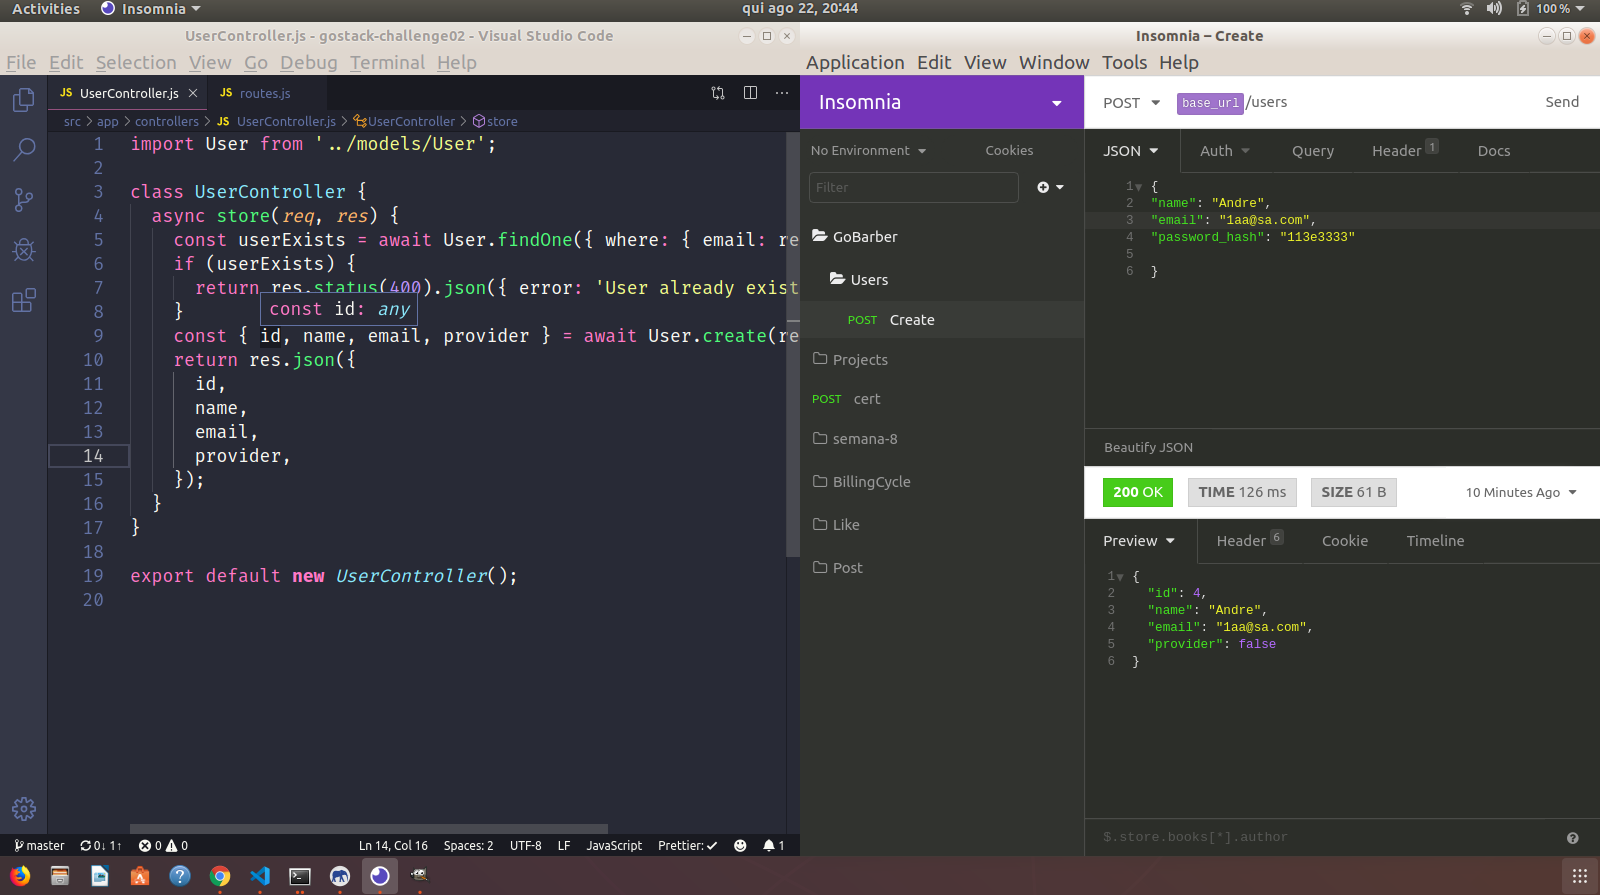 Activities Insomnia qui ago 22, 20:44 100 %
UserController.js - gostack-challenge02 - Visual Studio Code
File Edit Selection View Go Debug Terminal Help
JS UserController.js JS routes.js
src > app > controllers > JS UserController.js > UserController > store
1 import User from '../models/User';
2
3 class UserController {
4 async store(req, res) {
5 const userExists = await User.findOne({ where: { email: re
6 if (userExists) {
7 return res.status(400).json({ error: 'User already exist
const id: any
8 }
9 const { id, name, email, provider } = await User.create(re
10 return res.json({
11 id,
12 name,
13 email,
14 provider,
15 });
16 }
17 }
18
19 export default new UserController();
20
master 0↓ 1↑ 0 0 Ln 14, Col 16 Spaces: 2 UTF-8 LF JavaScript Prettier: ✓ 1
Insomnia – Create
Application Edit View Window Tools Help
Insomnia
No Environment Cookies
Filter
GoBarber
Users
POST Create
Projects
POST cert
semana-8
BillingCycle
Like
Post
POST base_url/users Send
JSON Auth Query Header 1 Docs
1 {
2 "name": "Andre",
3 "email": "1aa@sa.com",
4 "password_hash": "113e3333"
5
6 }
Beautify JSON
200 OK TIME 126 ms SIZE 61 B 10 Minutes Ago
Preview Header 6 Cookie Timeline
1 {
2 "id": 4,
3 "name": "Andre",
4 "email": "1aa@sa.com",
5 "provider": false
6 }
$.store.books[*].author